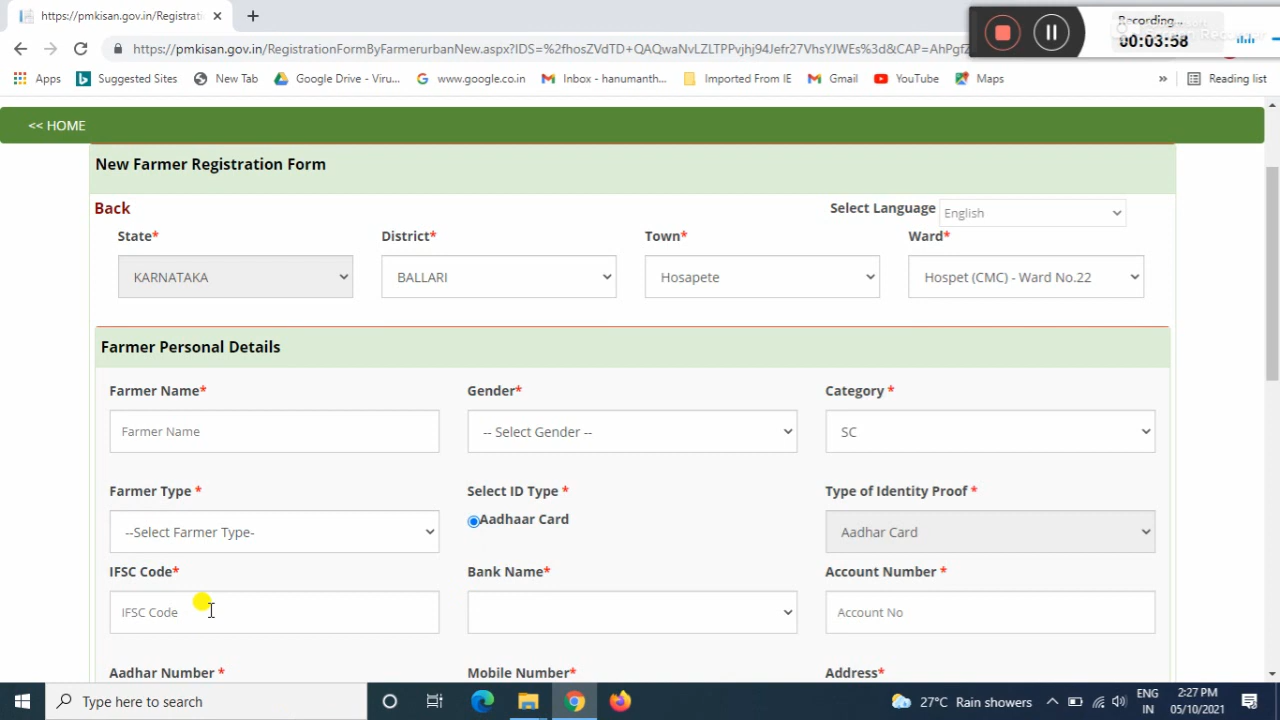 https://pmkisan.gov.in/Registrat
Recording...
00:03:58
https://pmkisan.gov.in/RegistrationFormByFarmerurbanNew.aspx?IDS=%2fhosZVdTD+QAQwaNvLZLTPPvjhj94Jefr27VhsYJWEs%3d&CAP=AhPgfZ
Apps
Suggested Sites
New Tab
Google Drive - Viru...
www.google.co.in
Inbox - hanumanth...
Imported From IE
Gmail
YouTube
Maps
»
Reading list
<< HOME
New Farmer Registration Form
Back
Select Language
English
State*
District*
Town*
Ward*
KARNATAKA
BALLARI
Hosapete
Hospet (CMC) - Ward No.22
Farmer Personal Details
Farmer Name*
Gender*
Category *
Farmer Name
-- Select Gender --
SC
Farmer Type *
Select ID Type *
Type of Identity Proof *
--Select Farmer Type-
Aadhaar Card
Aadhar Card
IFSC Code*
Bank Name*
Account Number *
IFSC Code
Account No
Aadhar Number *
Mobile Number*
Address*
Type here to search
27°C Rain showers
ENG
IN
2:27 PM
05/10/2021